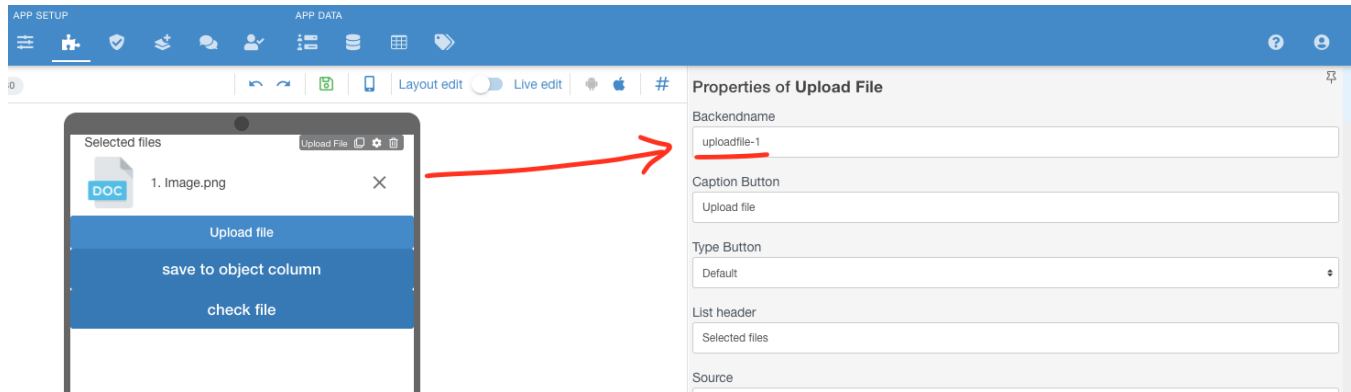 APP SETUP
APP DATA
Layout edit
Live edit
#
Properties of Upload File
Backendname
uploadfile-1
Caption Button
Upload file
Type Button
Default
List header
Selected files
Source
Selected files
Upload File
DOC
1. Image.png
Upload file
save to object column
check file